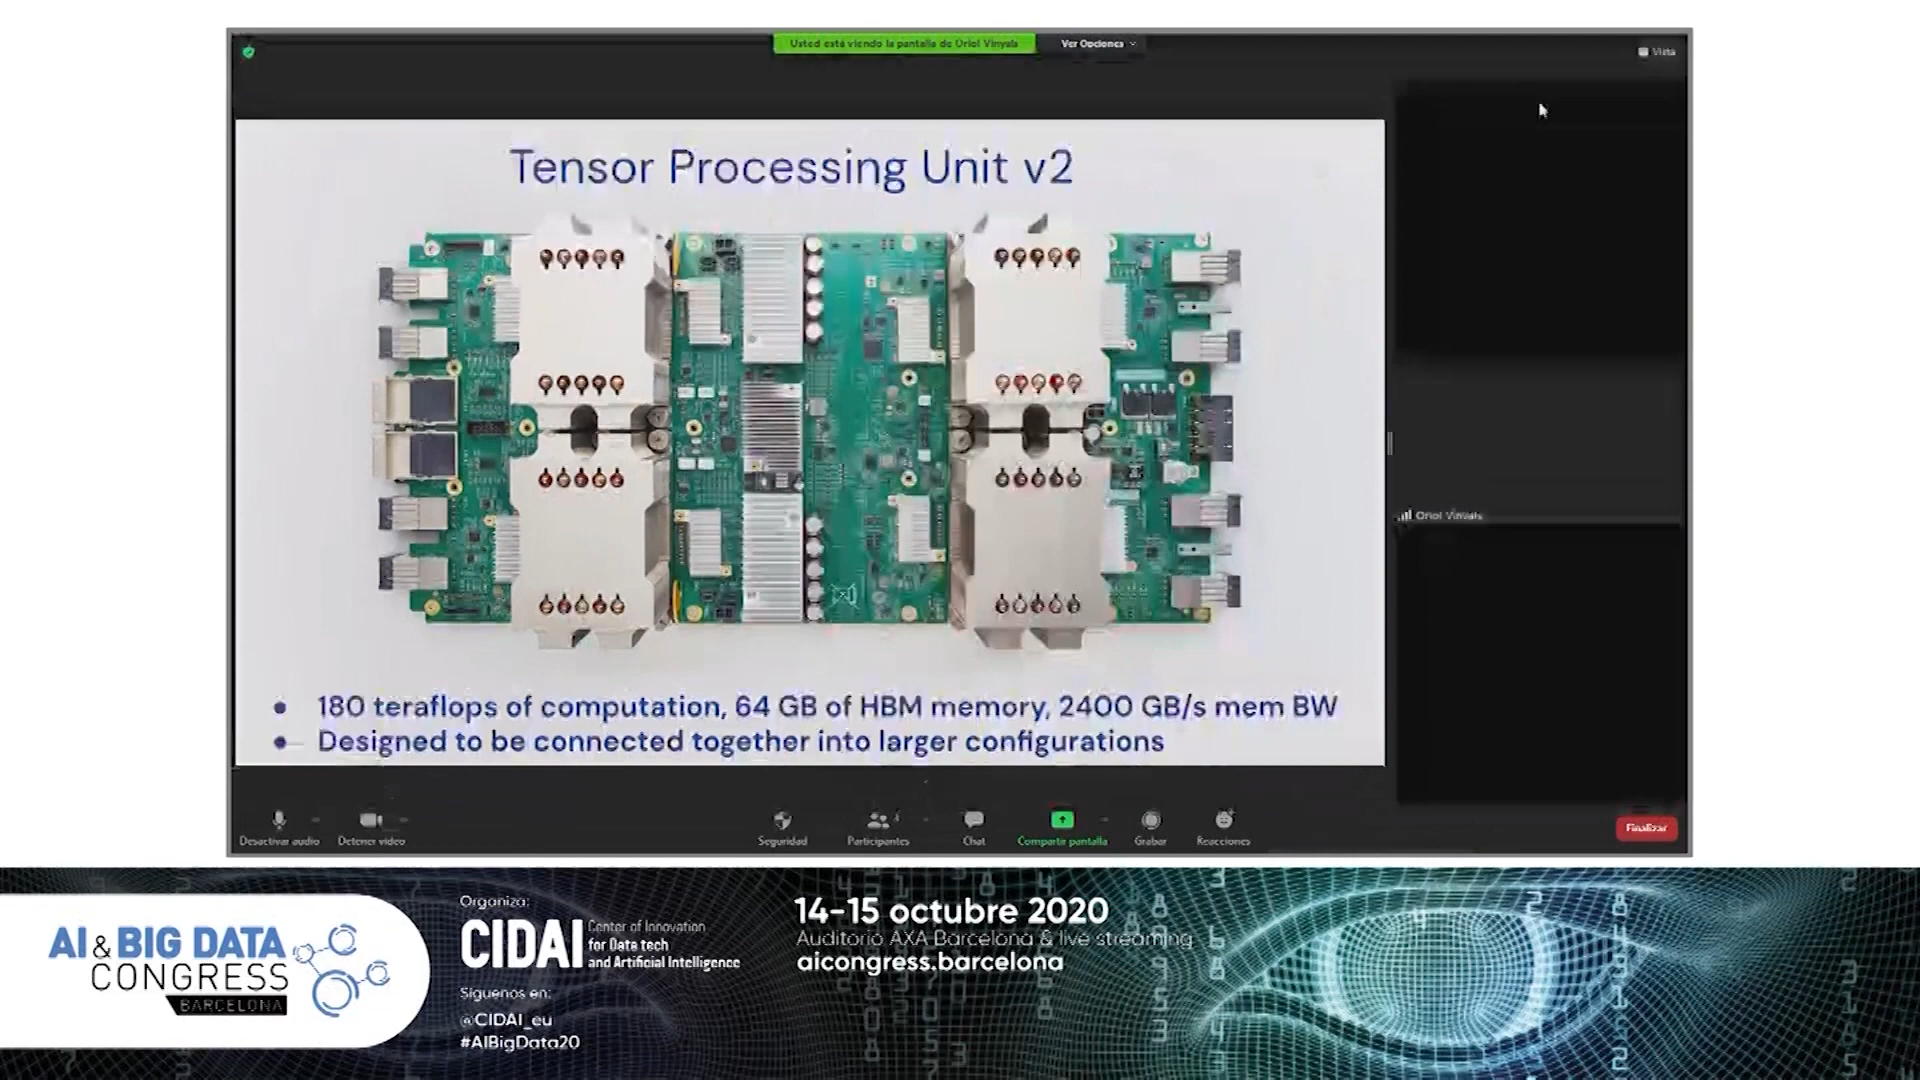 Usted está viendo la pantalla de Oriol Vinyals
Ver Opciones
Vista
Tensor Processing Unit v2
• 180 teraflops of computation, 64 GB of HBM memory, 2400 GB/s mem BW
• Designed to be connected together into larger configurations
Oriol Vinyals
Desactivar audio
Detener video
Seguridad
Participantes
Chat
Compartir pantalla
Grabar
Reacciones
Finalizar
AI & BIG DATA
CONGRESS
BARCELONA
Organiza:
CIDAI
Center of Innovation
for Data tech
and Artificial Intelligence
Síguenos en:
@CIDAI_eu
#AIBigData20
14-15 octubre 2020
Auditorio AXA Barcelona & live streaming
aicongress.barcelona